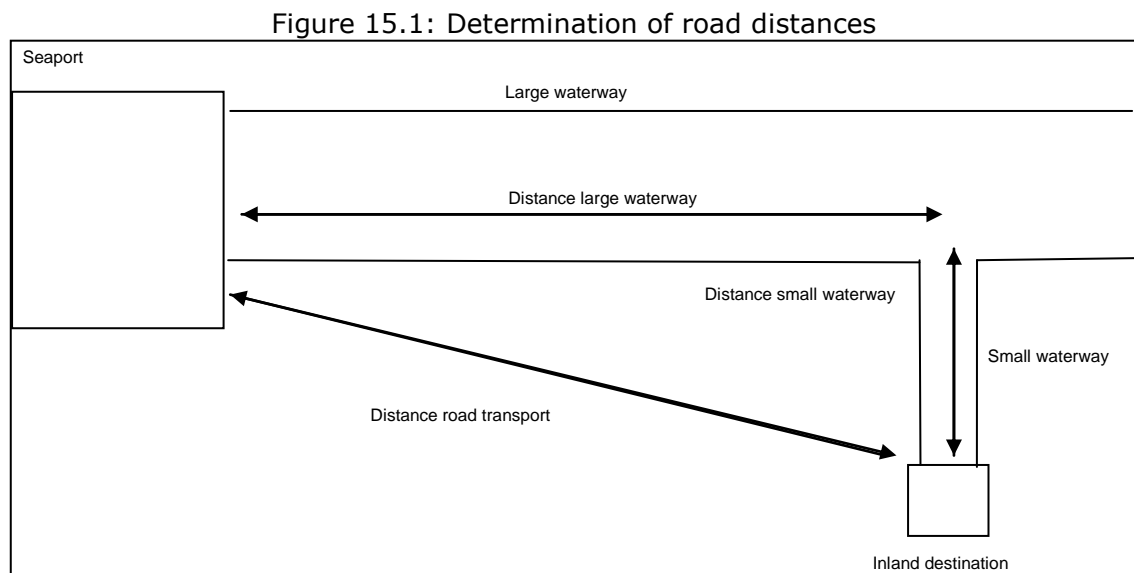 Figure 15.1: Determination of road distances
Seaport
Large waterway
Distance large waterway
Distance small waterway
Small waterway
Distance road transport
Inland destination